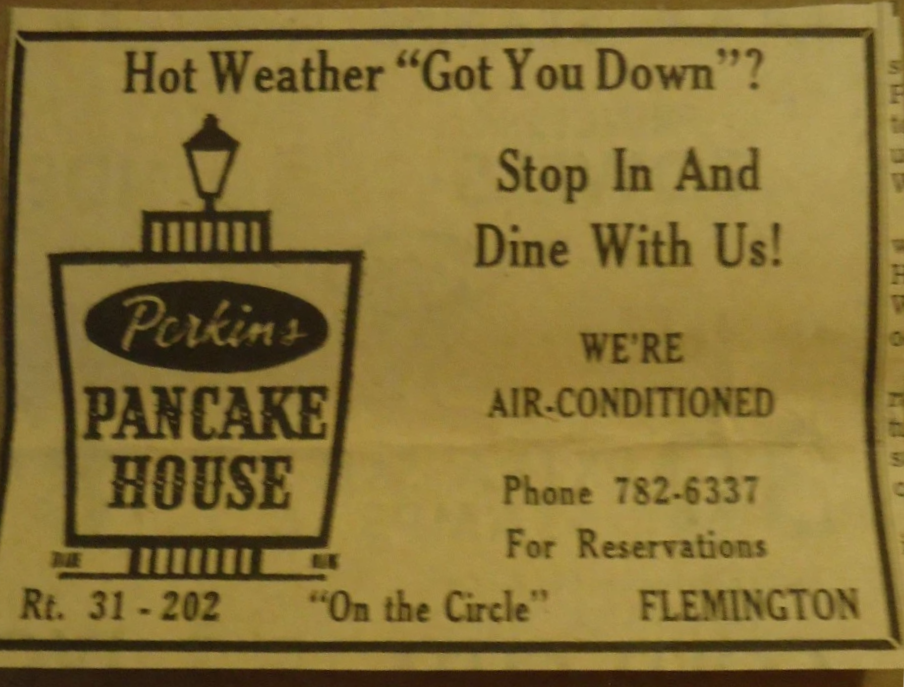 Hot Weather “Got You Down”?
Stop In And
Dine With Us!
Perkins
PANCAKE
HOUSE
WE'RE
AIR-CONDITIONED
Phone 782-6337
For Reservations
Rt. 31 - 202 “On the Circle” FLEMINGTON